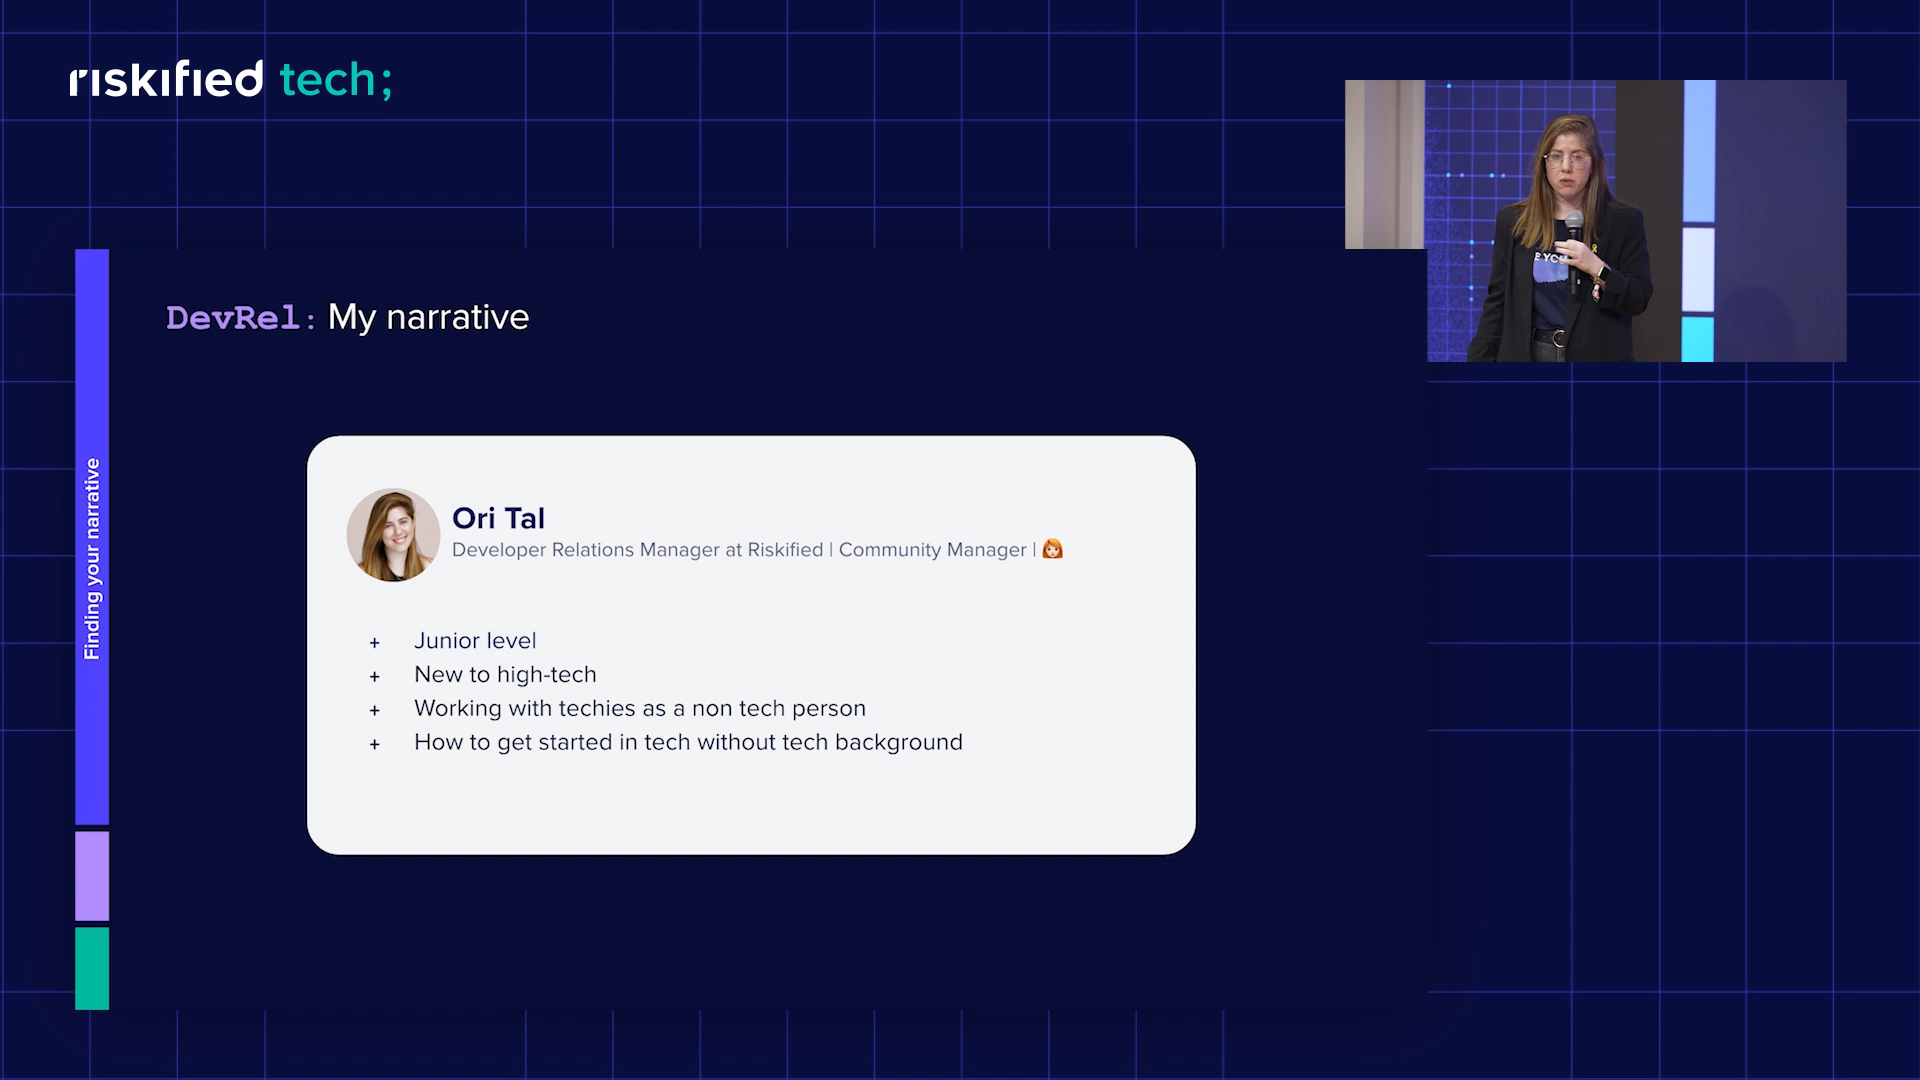 riskified tech;
DevRel: My narrative
Finding your narrative
Ori Tal
Developer Relations Manager at Riskified | Community Manager | 👩‍🦰
+ Junior level
+ New to high-tech
+ Working with techies as a non tech person
+ How to get started in tech without tech background